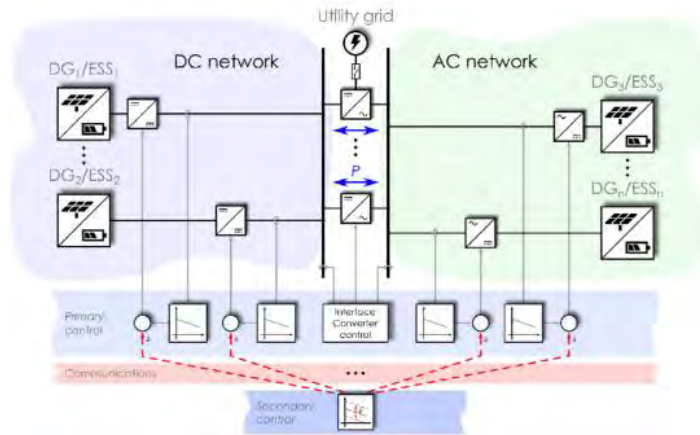 Utility grid
DC network
AC network
DG1/ESS1
DG3/ESS3
DG2/ESS2
P
DGn/ESSn
Primary
control
Interface
Converter
control
Communications
Secondary
control